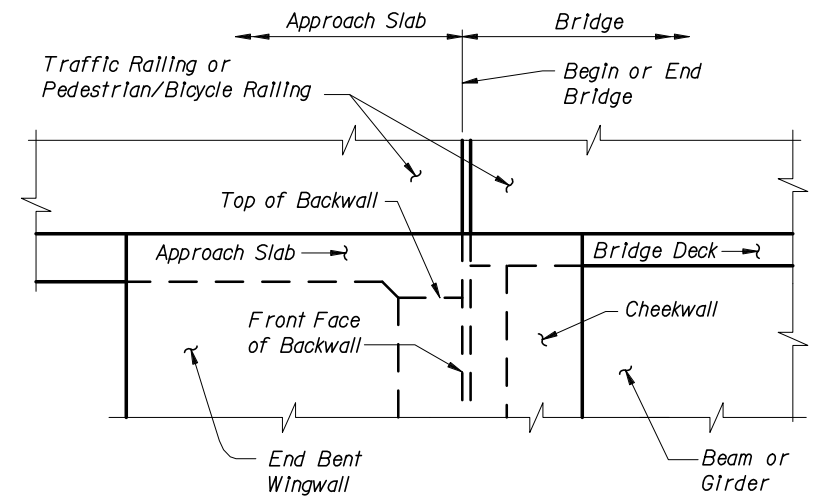 Approach Slab
Bridge
Traffic Railing or
Pedestrian/Bicycle Railing
Begin or End
Bridge
Top of Backwall
Approach Slab
Bridge Deck
Front Face
of Backwall
Cheekwall
End Bent
Wingwall
Beam or
Girder